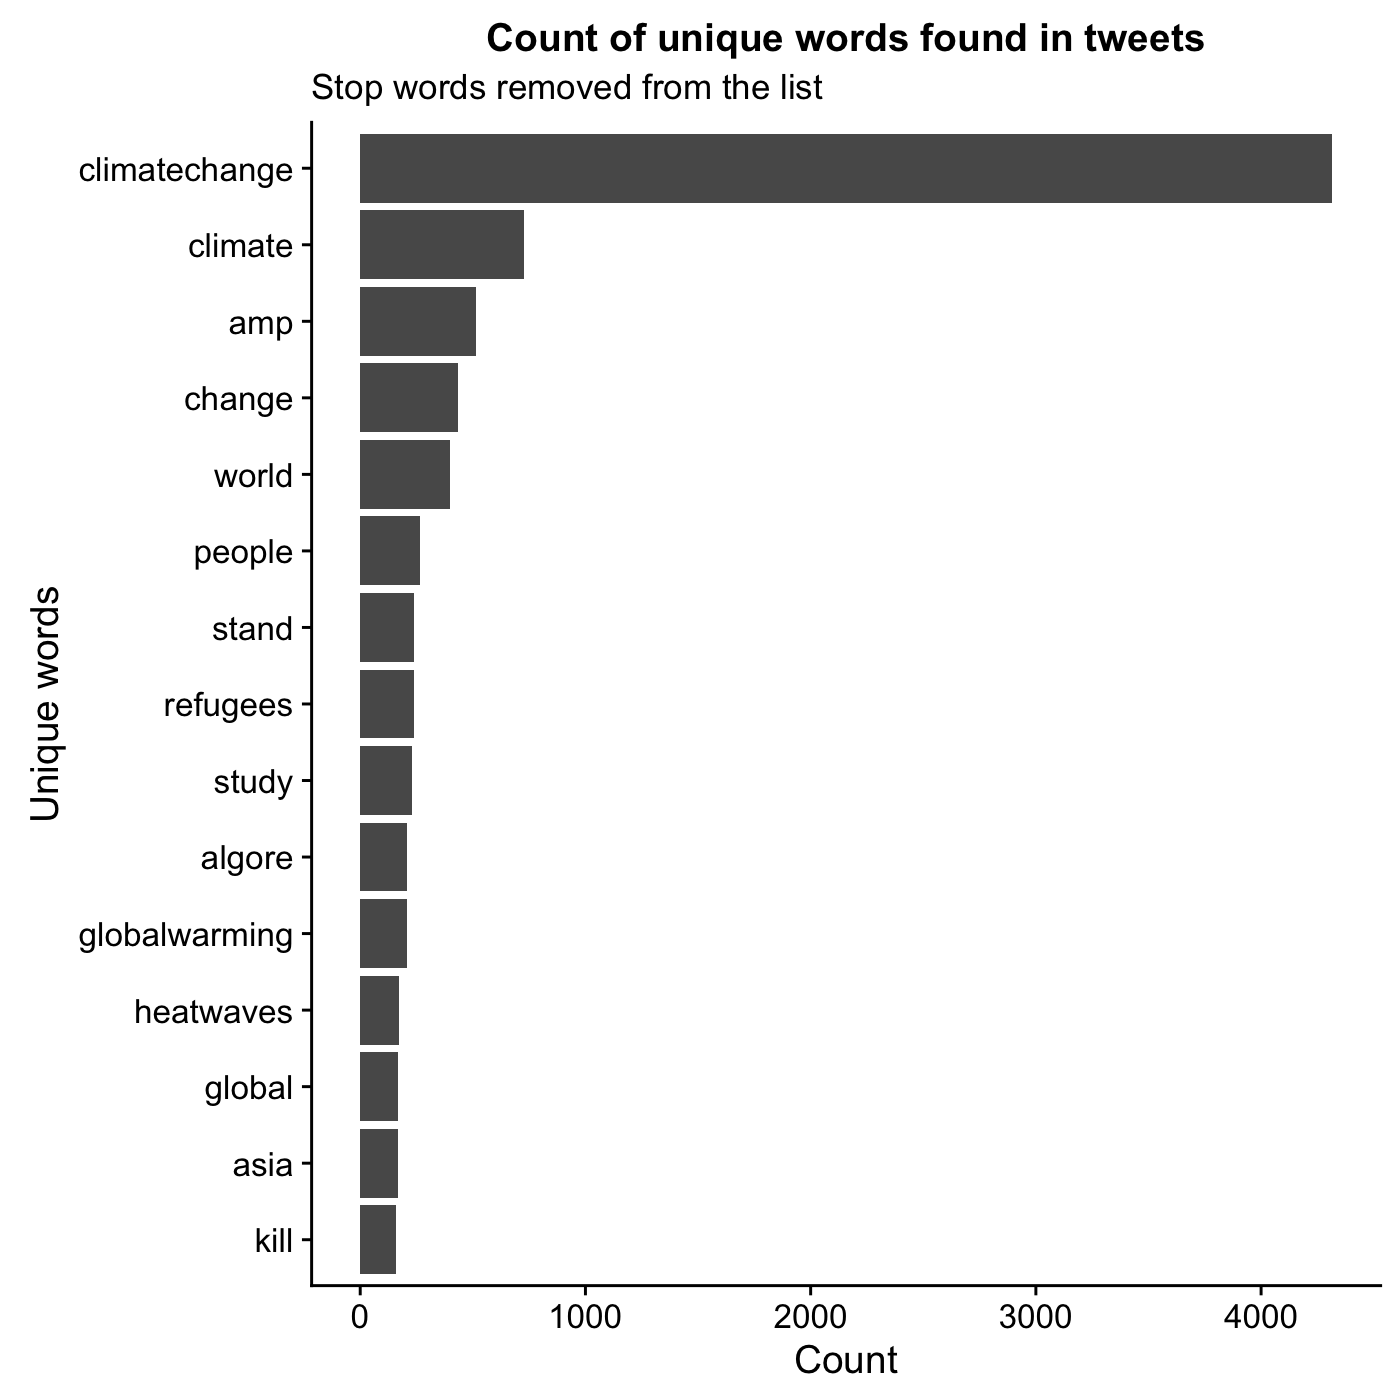 Count of unique words found in tweets
Stop words removed from the list
climatechange
climate
amp
change
world
people
stand
refugees
study
algore
globalwarming
heatwaves
global
asia
kill
Unique words
0 1000 2000 3000 4000
Count